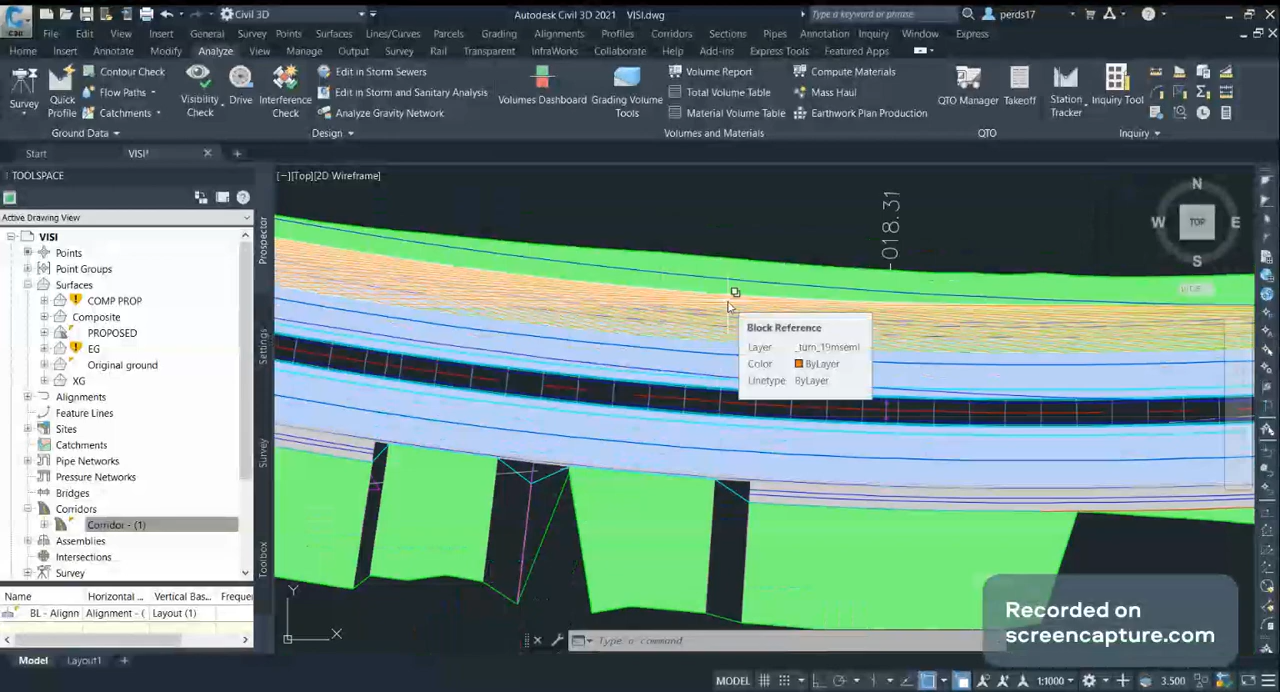 C3D
Civil 3D
Autodesk Civil 3D 2021 VISI.dwg
Type a keyword or phrase
perds17
File Edit View Insert General Survey Points Surfaces Lines/Curves Parcels Grading Alignments Profiles Corridors Sections Pipes Annotation Inquiry Window Express
Home Insert Annotate Modify Analyze View Manage Output Survey Rail Transparent InfraWorks Collaborate Help Add-ins Express Tools Featured Apps
Survey
Quick Profile
Contour Check
Flow Paths
Catchments
Visibility Check
Drive
Interference Check
Edit in Storm Sewers
Edit in Storm and Sanitary Analysis
Analyze Gravity Network
Volumes Dashboard
Grading Volume Tools
Volume Report
Total Volume Table
Material Volume Table
Compute Materials
Mass Haul
Earthwork Plan Production
QTO Manager
Takeoff
Station Tracker
Inquiry Tool
Ground Data
Design
Volumes and Materials
QTO
Inquiry
Start
VISI*
TOOLSPACE
Active Drawing View
VISI
Points
Point Groups
Surfaces
COMP PROP
Composite
PROPOSED
EG
Original ground
XG
Alignments
Feature Lines
Sites
Catchments
Pipe Networks
Pressure Networks
Bridges
Corridors
Corridor - (1)
Assemblies
Intersections
Survey
Name Vertical Bas... Frequer
BL - Alignn Alignment - ( Layout (1)
Prospector
Settings
Survey
Toolbox
[−][Top][2D Wireframe]
-018.31
N
W TOP E
S
Block Reference
Layer _turn_19msemi
Color ByLayer
Linetype ByLayer
Y
X
Type a command
Recorded on
screencapture.com
Model Layout1
MODEL
1:1000
3.500